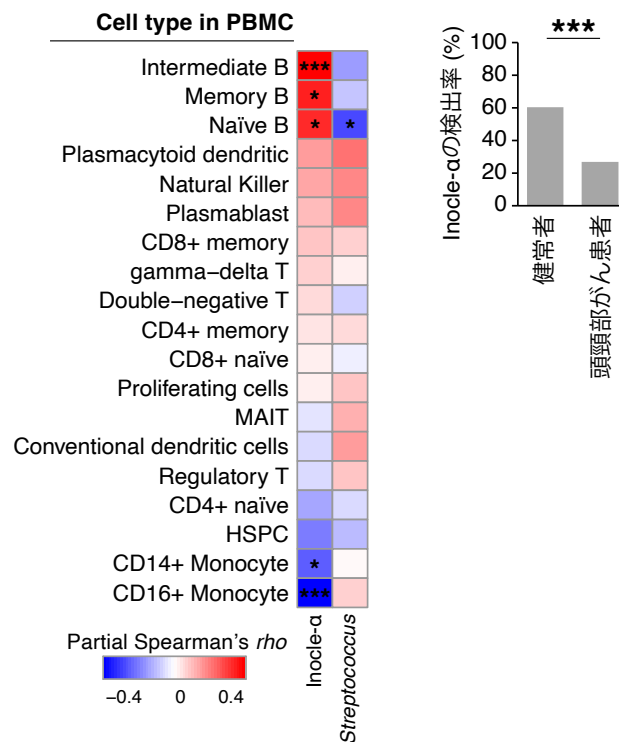 Cell type in PBMC
Intermediate B
***
Memory B
*
Naïve B
*
*
Plasmacytoid dendritic
Natural Killer
Plasmablast
CD8+ memory
gamma−delta T
Double−negative T
CD4+ memory
CD8+ naïve
Proliferating cells
MAIT
Conventional dendritic cells
Regulatory T
CD4+ naïve
HSPC
CD14+ Monocyte
*
CD16+ Monocyte
***
Inocle-α
Streptococcus
Partial Spearman's rho
−0.4 0 0.4
***
Inocle-αの検出率 (%)
100
80
60
40
20
0
健常者
頭頸部がん患者